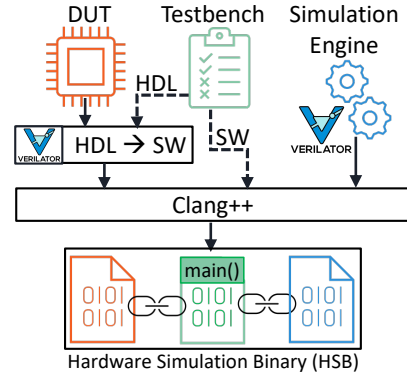 DUT
Testbench
Simulation
Engine
HDL
SW
VERILATOR
HDL → SW
VERILATOR
Clang++
main()
0101
0101
0101
0101
0101
0101
Hardware Simulation Binary (HSB)